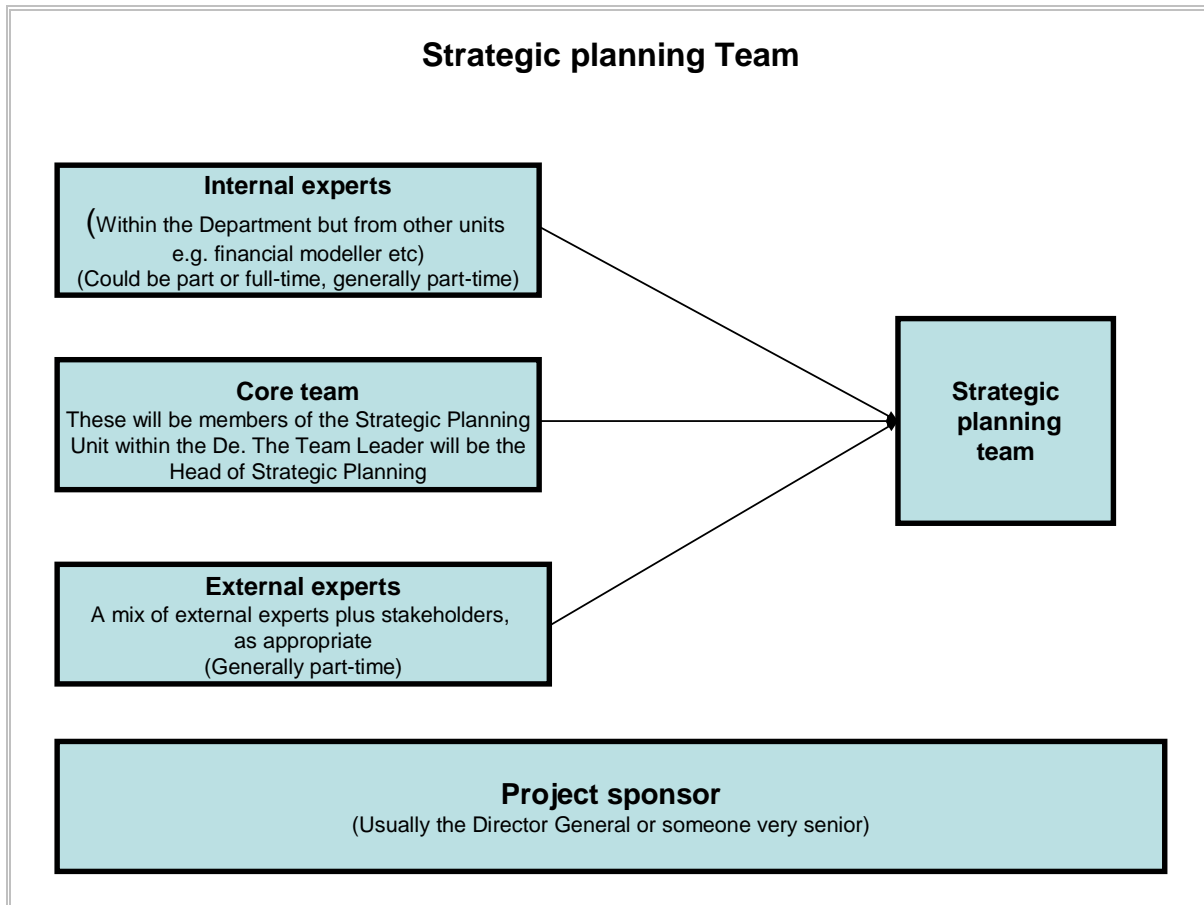 Strategic planning Team
Internal experts
(Within the Department but from other units
e.g. financial modeller etc)
(Could be part or full-time, generally part-time)
Core team
These will be members of the Strategic Planning
Unit within the De. The Team Leader will be the
Head of Strategic Planning
External experts
A mix of external experts plus stakeholders,
as appropriate
(Generally part-time)
Strategic
planning
team
Project sponsor
(Usually the Director General or someone very senior)